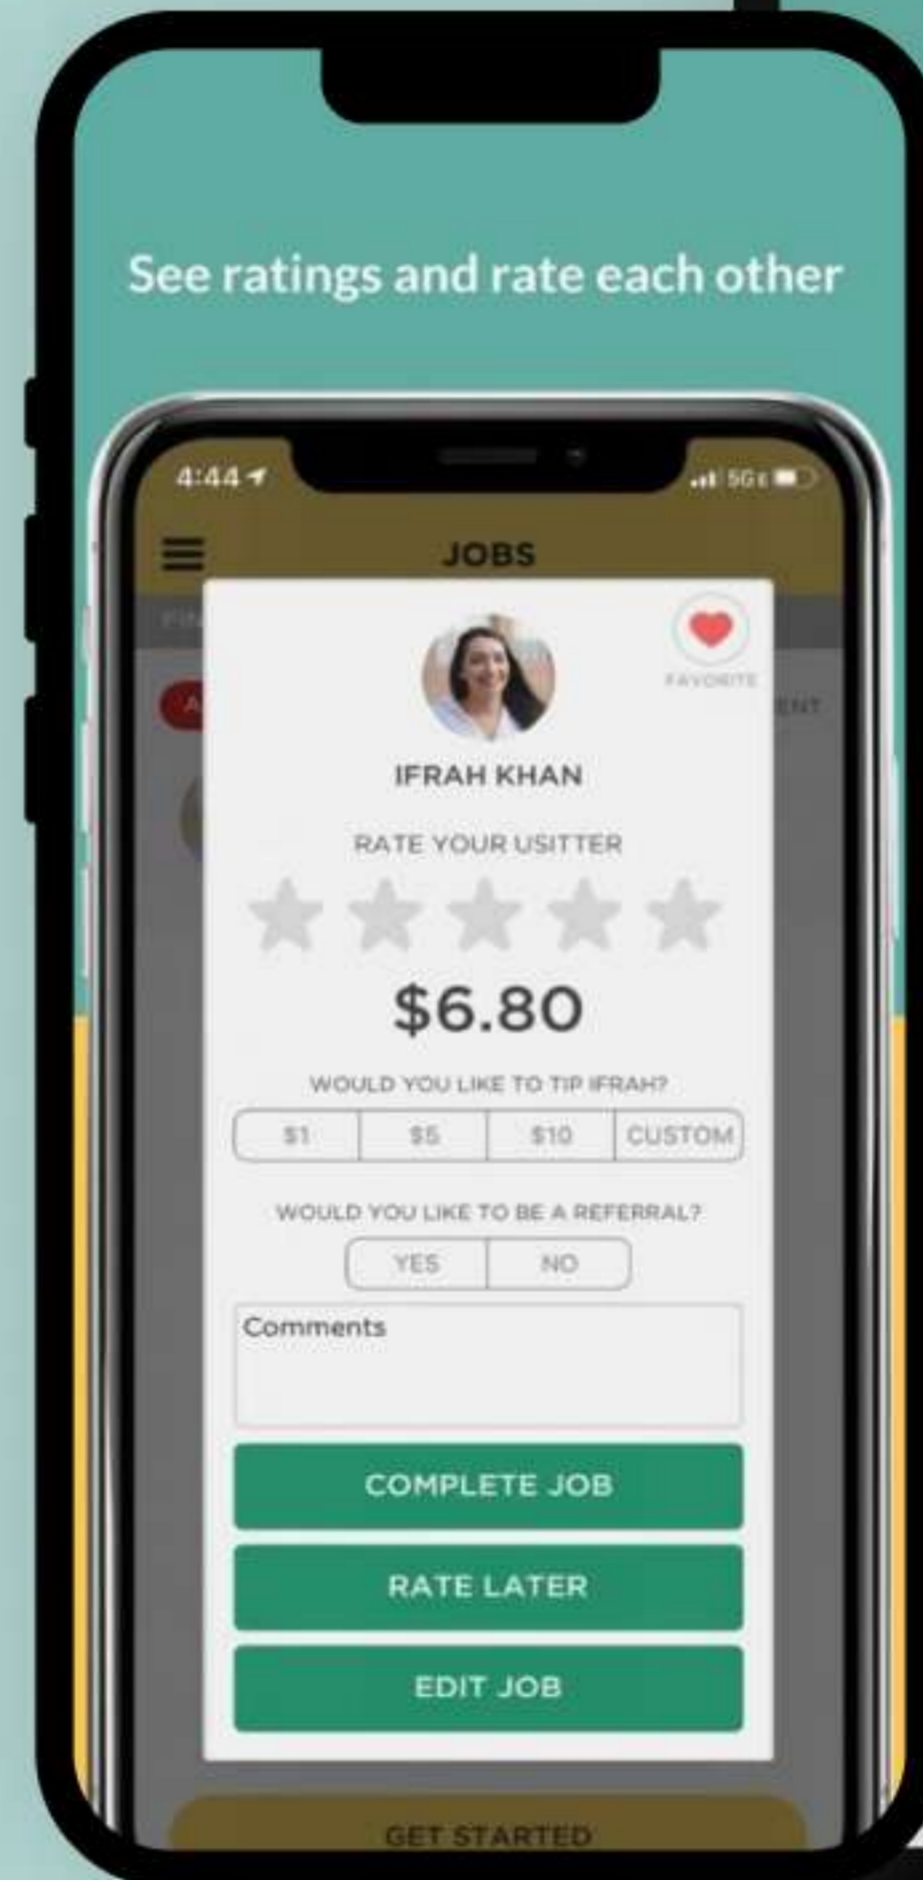 See ratings and rate each other
4:44
5G E
JOBS
FIN
FAVORITE
A
ENT
IFRAH KHAN
RATE YOUR USITTER
$6.80
WOULD YOU LIKE TO TIP IFRAH?
$1 $5 $10 CUSTOM
WOULD YOU LIKE TO BE A REFERRAL?
YES NO
Comments
COMPLETE JOB
RATE LATER
EDIT JOB
GET STARTED